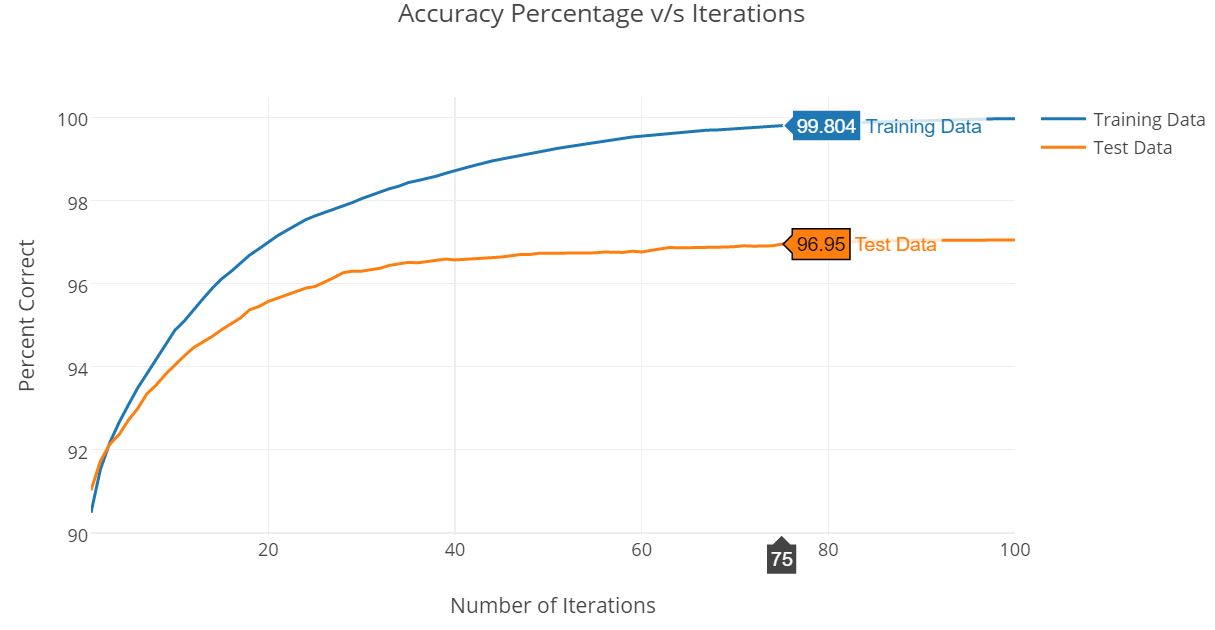 Accuracy Percentage v/s Iterations
100
98
96
94
92
90
Percent Correct
99.804 Training Data
96.95 Test Data
Training Data
Test Data
20
40
60
75
80
100
Number of Iterations